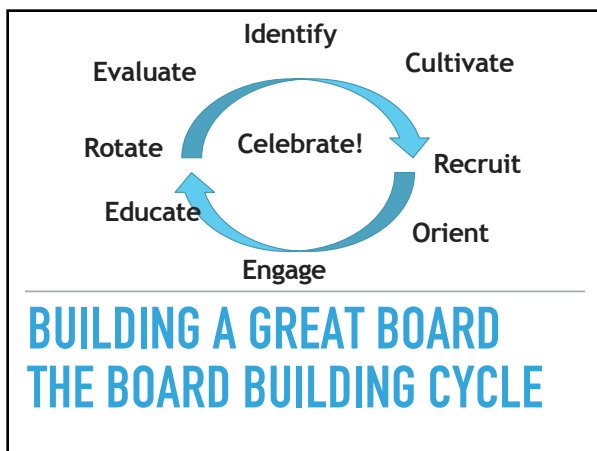 Identify
Evaluate
Cultivate
Rotate
Celebrate!
Recruit
Educate
Orient
Engage
BUILDING A GREAT BOARD
THE BOARD BUILDING CYCLE